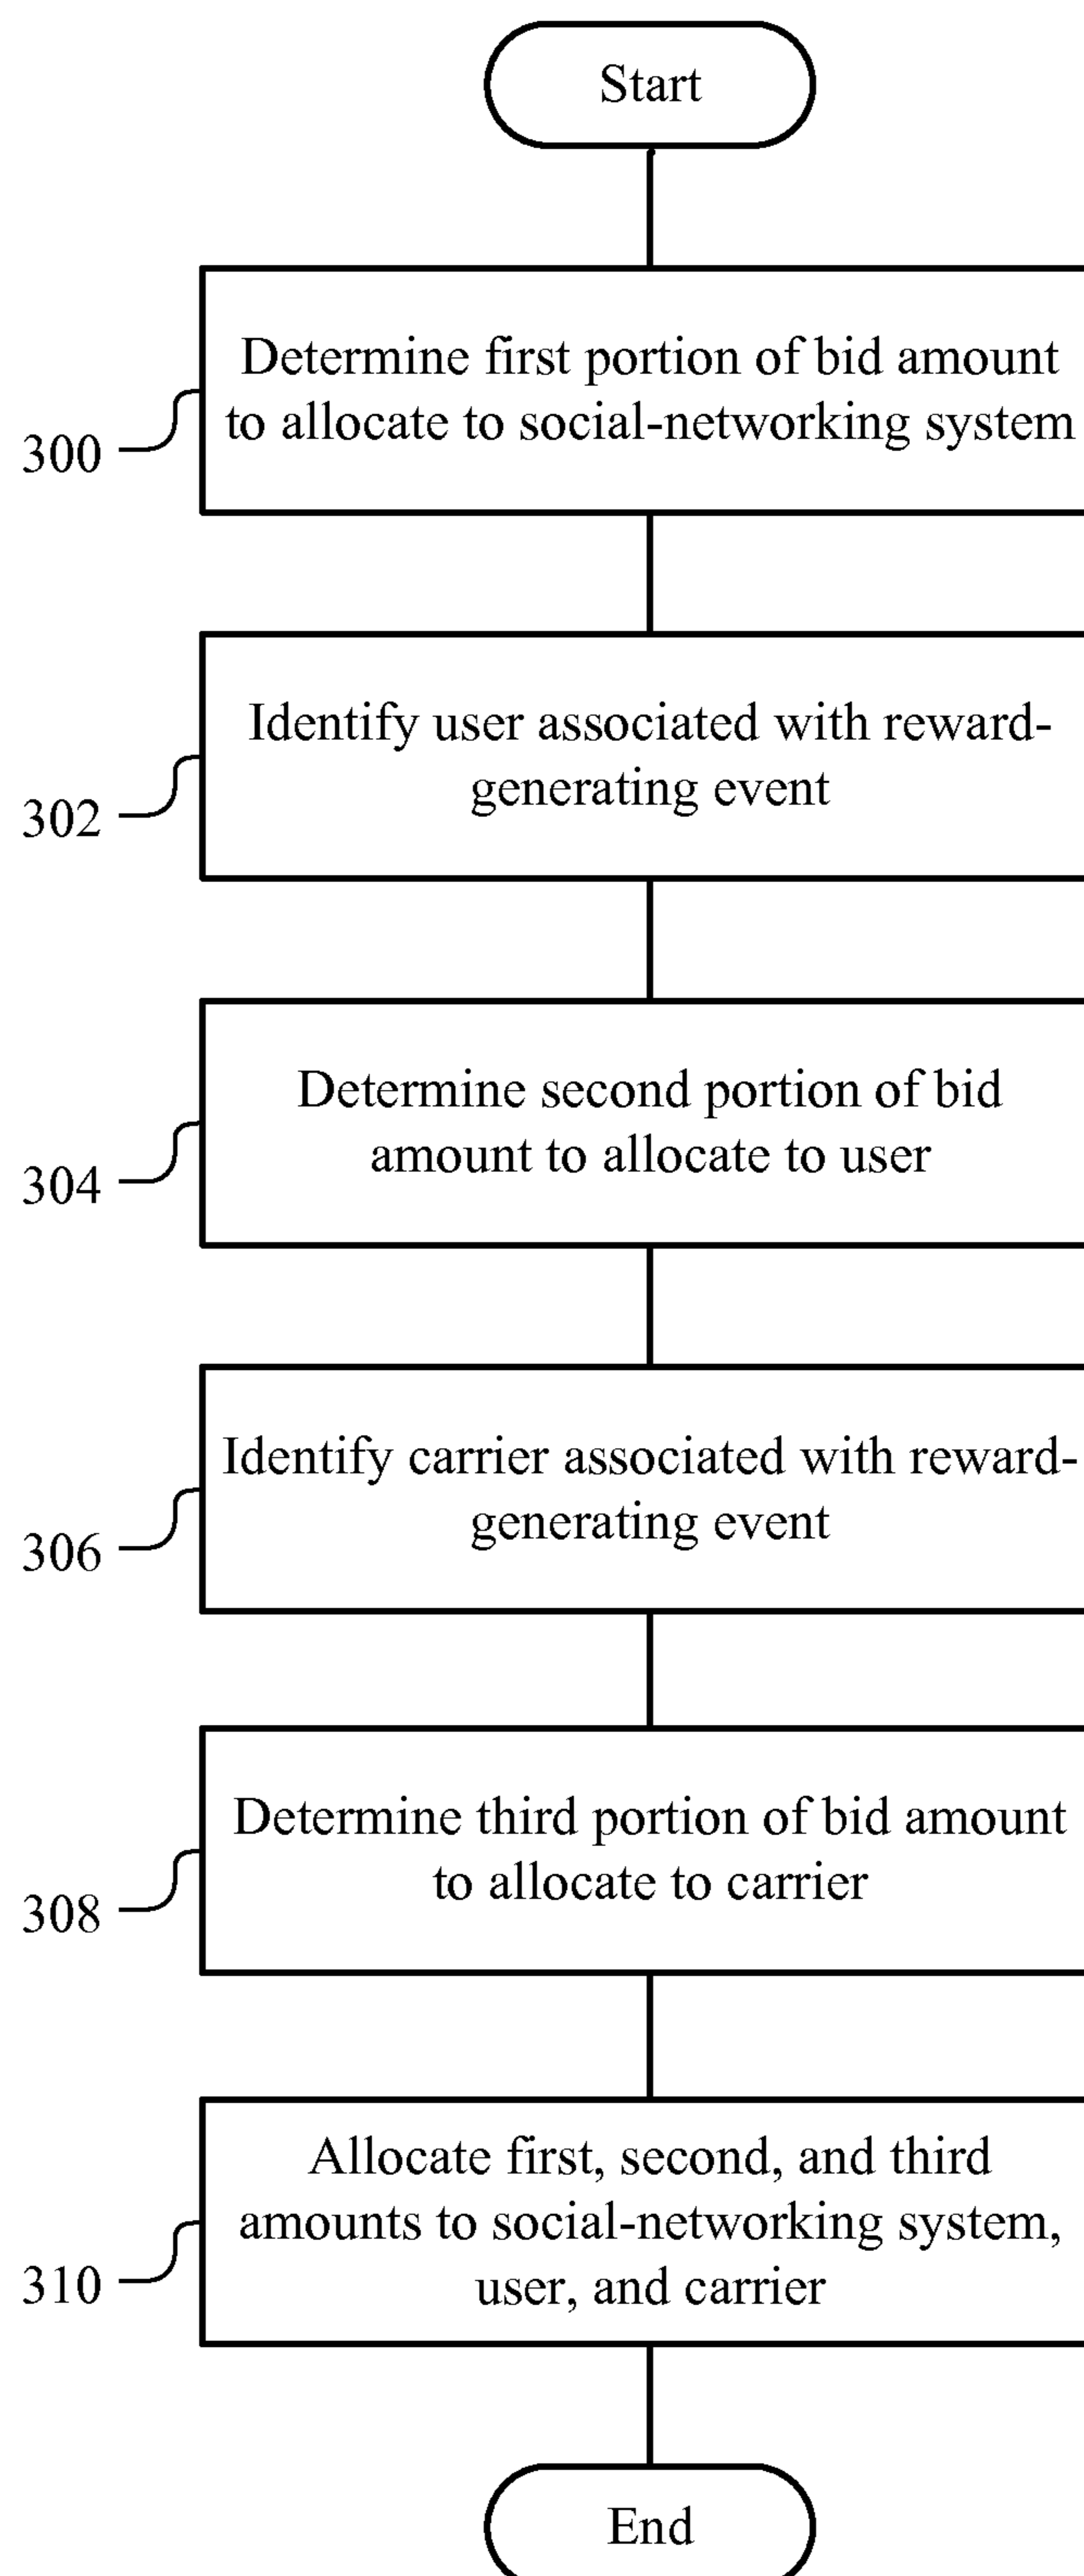 Start
Determine first portion of bid amount
to allocate to social-networking system
300
Identify user associated with reward-
generating event
302
Determine second portion of bid
amount to allocate to user
304
Identify carrier associated with reward-
generating event
306
Determine third portion of bid amount
to allocate to carrier
308
Allocate first, second, and third
amounts to social-networking system,
user, and carrier
310
End